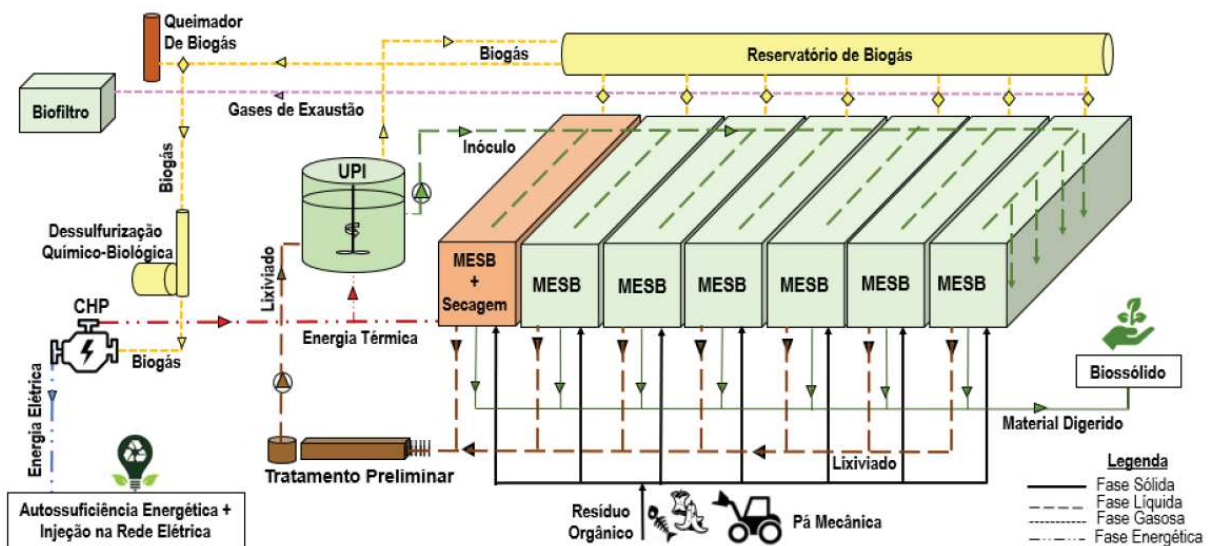 Queimador
De Biogás
Biogás
Reservatório de Biogás
Biofiltro
Gases de Exaustão
Inóculo
UPI
Biogás
Dessulfurização
Químico-Biológica
Lixiviado
MESB
+
Secagem
MESB
MESB
MESB
MESB
MESB
MESB
CHP
Energia Térmica
Biogás
Energia Elétrica
Biossólido
Material Digerido
Tratamento Preliminar
Lixiviado
Autossuficiência Energética +
Injeção na Rede Elétrica
Resíduo
Orgânico
Pá Mecânica
Legenda
Fase Sólida
Fase Líquida
Fase Gasosa
Fase Energética